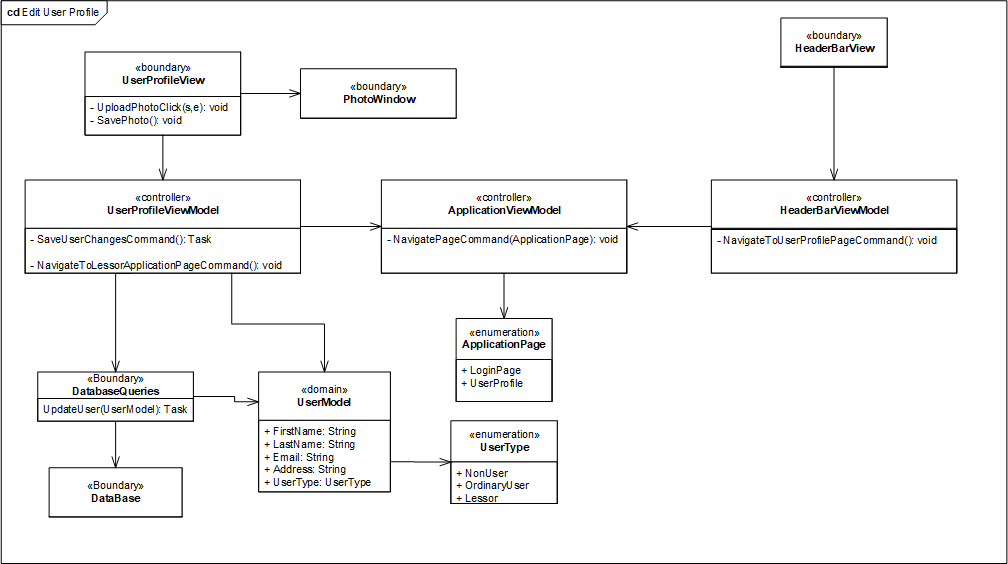 cd Edit User Profile
«boundary»
HeaderBarView
«boundary»
UserProfileView
- UploadPhotoClick(s,e): void
- SavePhoto(): void
«boundary»
PhotoWindow
«controller»
UserProfileViewModel
- SaveUserChangesCommand(): Task
- NavigateToLessorApplicationPageCommand(): void
«controller»
ApplicationViewModel
- NavigatePageCommand(ApplicationPage): void
«controller»
HeaderBarViewModel
- NavigateToUserProfilePageCommand(): void
«enumeration»
ApplicationPage
+ LoginPage
+ UserProfile
«Boundary»
DatabaseQueries
UpdateUser(UserModel): Task
«domain»
UserModel
+ FirstName: String
+ LastName: String
+ Email: String
+ Address: String
+ UserType: UserType
«enumeration»
UserType
+ NonUser
+ OrdinaryUser
+ Lessor
«Boundary»
DataBase